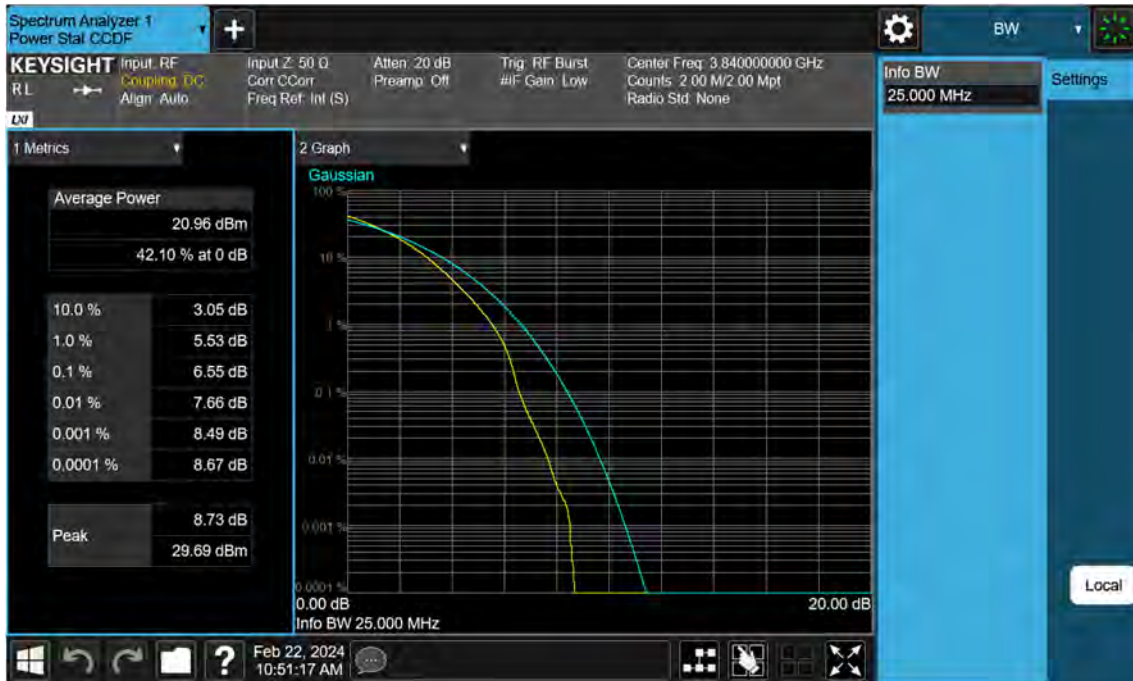 Spectrum Analyzer 1
Power Stat CCDF
BW
KEYSIGHT
RL
LXI
Input: RF
Coupling: DC
Align: Auto
Input Z: 50 Ω
Corr CCorr
Freq Ref: Int (S)
Atten: 20 dB
Preamp: Off
Trig: RF Burst
#IF Gain: Low
Center Freq: 3.840000000 GHz
Counts: 2.00 M/2.00 Mpt
Radio Std: None
Info BW
25.000 MHz
Settings
1 Metrics
Average Power
20.96 dBm
42.10 % at 0 dB
10.0 % 3.05 dB
1.0 % 5.53 dB
0.1 % 6.55 dB
0.01 % 7.66 dB
0.001 % 8.49 dB
0.0001 % 8.67 dB
Peak
8.73 dB
29.69 dBm
2 Graph
Gaussian
100 %
10 %
1 %
0.1 %
0.01 %
0.001 %
0.0001 %
0.00 dB 20.00 dB
Info BW 25.000 MHz
Local
?
Feb 22, 2024
10:51:17 AM